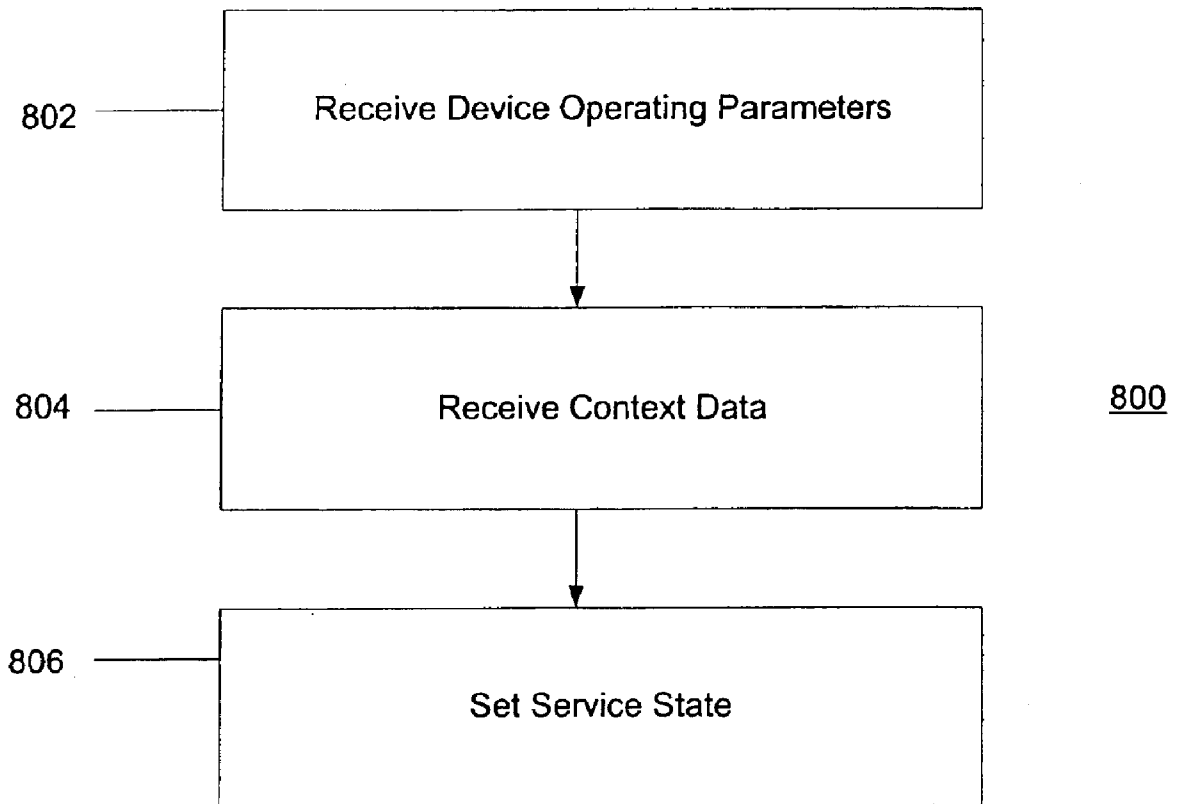 802
Receive Device Operating Parameters
804
Receive Context Data
800
806
Set Service State